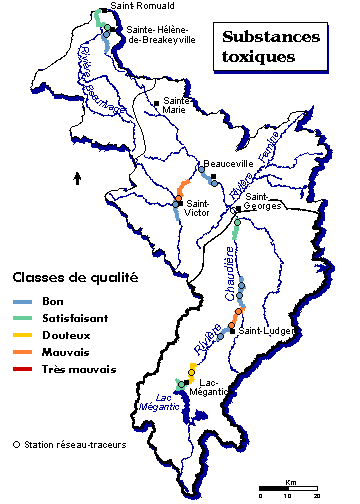 Saint-Romuald
Substances
toxiques
Sainte-Hélène-
de-Breakeyville
Rivière Beaurivage
Sainte-
Marie
Beauceville
Rivière Famine
Saint-
Georges
Saint-
Victor
Rivière Chaudière
Classes de qualité
Bon
Satisfaisant
Douteux
Mauvais
Très mauvais
Saint-Ludger
Lac-
Mégantic
Lac
Mégantic
Station réseau-traceurs
Km
0 10 20